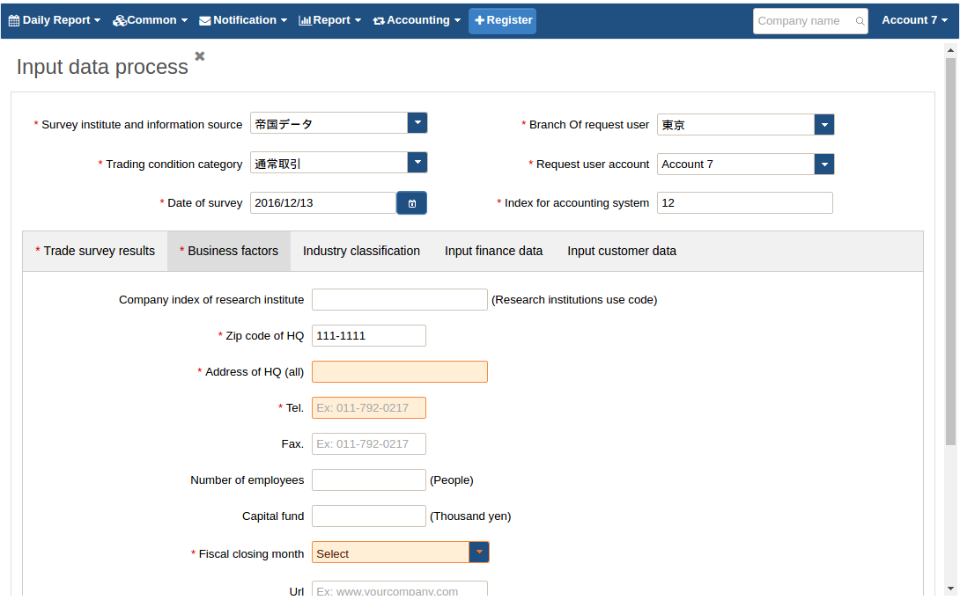 Daily Report Common Notification Report Accounting Register Company name Account 7
Input data process
* Survey institute and information source 帝国データ * Branch Of request user 東京
* Trading condition category 通常取引 * Request user account Account 7
* Date of survey 2016/12/13 * Index for accounting system 12
* Trade survey results * Business factors Industry classification Input finance data Input customer data
Company index of research institute (Research institutions use code)
* Zip code of HQ 111-1111
* Address of HQ (all)
* Tel. Ex: 011-792-0217
Fax. Ex: 011-792-0217
Number of employees (People)
Capital fund (Thousand yen)
* Fiscal closing month Select
Url Ex: www.yourcompany.com